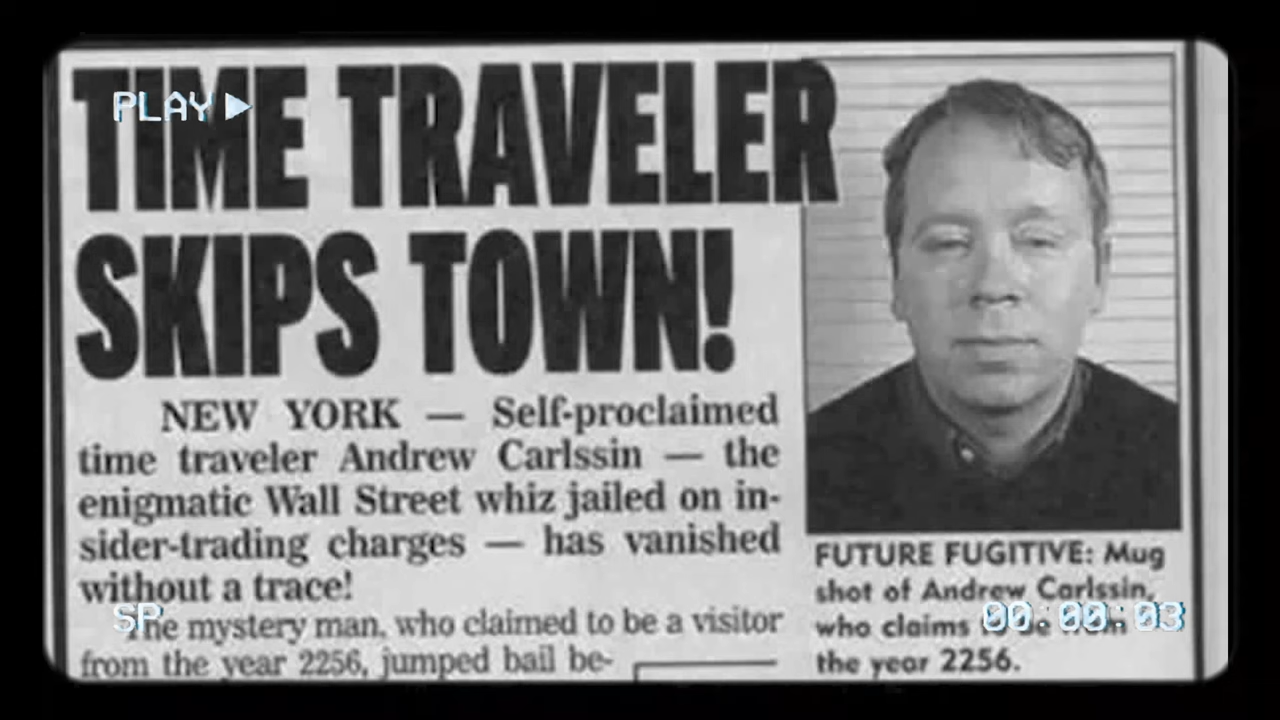 TIME TRAVELER
SKIPS TOWN!
PLAY
NEW YORK — Self-proclaimed
time traveler Andrew Carlssin — the
enigmatic Wall Street whiz jailed on in-
sider-trading charges — has vanished
without a trace!
The mystery man, who claimed to be a visitor
from the year 2256, jumped bail be-
FUTURE FUGITIVE: Mug
shot of Andrew Carlssin,
who claims
the year 2256.
SP
00:00:03